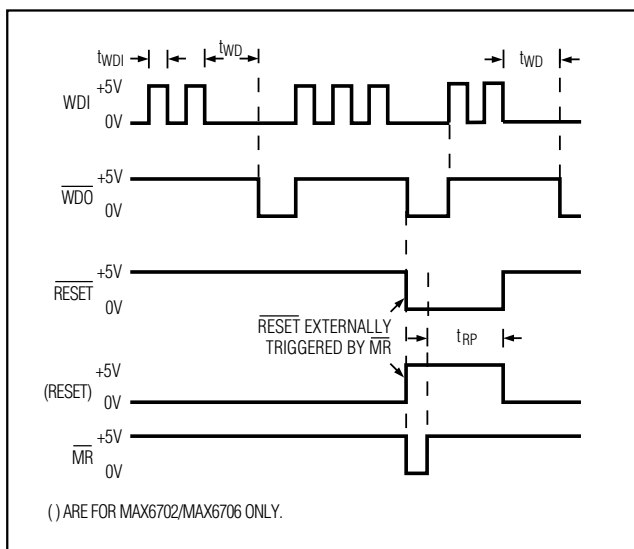 tWDI
tWD
tWD
WDI
+5V
0V
WDO
+5V
0V
RESET
+5V
0V
RESET EXTERNALLY
TRIGGERED BY MR
tRP
(RESET)
+5V
0V
MR
+5V
0V
( ) ARE FOR MAX6702/MAX6706 ONLY.